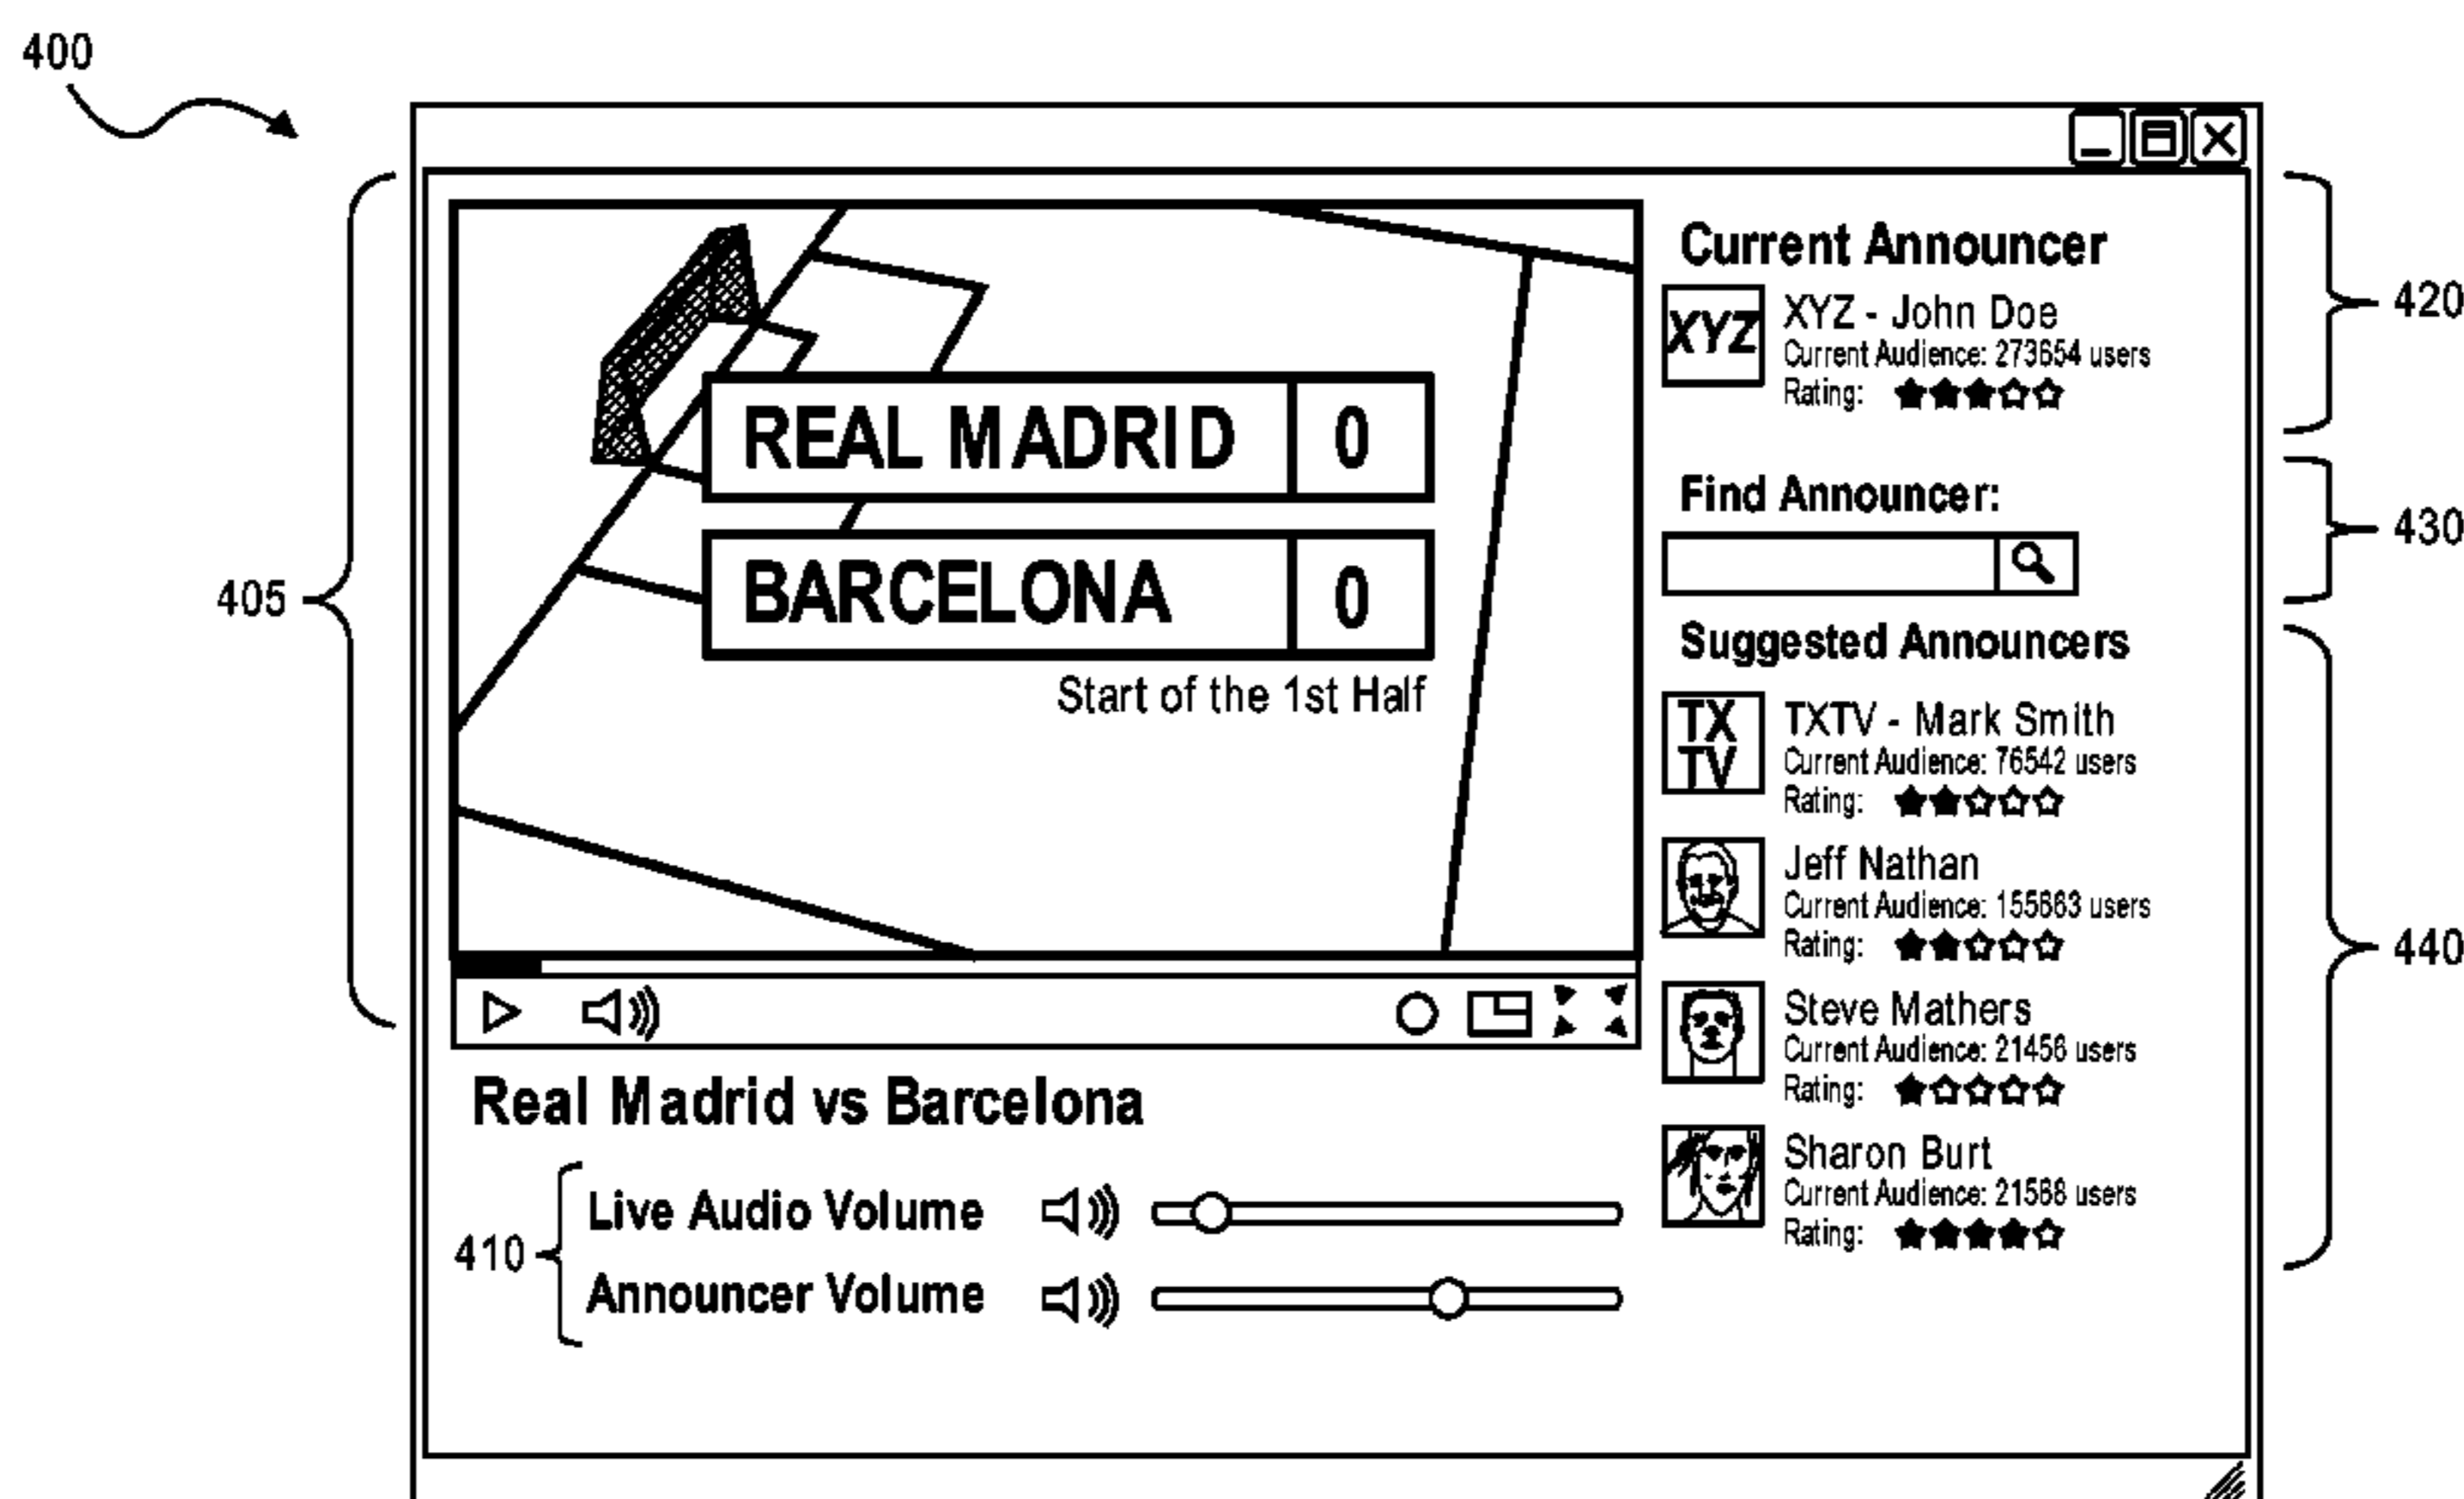 400
405
REAL MADRID 0
BARCELONA 0
Start of the 1st Half
Real Madrid vs Barcelona
410
Live Audio Volume
Announcer Volume
420
Current Announcer
XYZ
XYZ - John Doe
Current Audience: 273654 users
Rating:
430
Find Announcer:
440
Suggested Announcers
TX
TV
TXTV - Mark Smith
Current Audience: 76542 users
Rating:
Jeff Nathan
Current Audience: 155663 users
Rating:
Steve Mathers
Current Audience: 21456 users
Rating:
Sharon Burt
Current Audience: 21568 users
Rating: